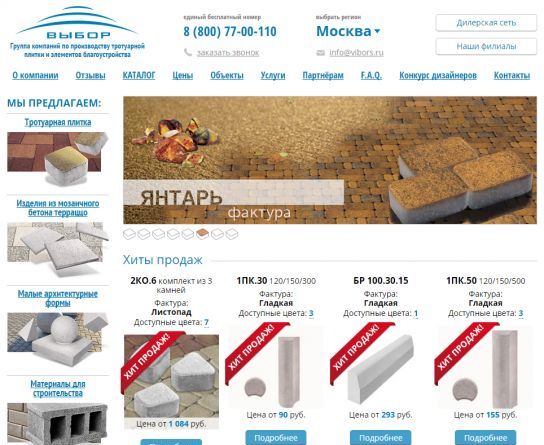 ВЫБОР
Группа компаний по производству тротуарной
плитки и элементов благоустройства
единый бесплатный номер
8 (800) 77-00-110
заказать звонок
выбрать регион
Москва
info@vibors.ru
Дилерская сеть
Наши филиалы
О компании Отзывы КАТАЛОГ Цены Объекты Услуги Партнёрам F.A.Q. Конкурс дизайнеров Контакты
МЫ ПРЕДЛАГАЕМ:
Тротуарная плитка
Изделия из мозаичного
бетона терраццо
Малые архитектурные
формы
Материалы для
строительства
ЯНТАРЬ
фактура
Хиты продаж
2КО.6 комплект из 3
камней
Фактура:
Листопад
Доступные цвета: 7
ХИТ ПРОДАЖ!
Цена от 1 084 руб.
Подробнее
1ПК.30 120/150/300
Фактура:
Гладкая
Доступные цвета: 3
ХИТ ПРОДАЖ!
Цена от 90 руб.
Подробнее
БР 100.30.15
Фактура:
Гладкая
Доступные цвета: 1
ХИТ ПРОДАЖ!
Цена от 293 руб.
Подробнее
1ПК.50 120/150/500
Фактура:
Гладкая
Доступные цвета: 3
ХИТ ПРОДАЖ!
Цена от 155 руб.
Подробнее